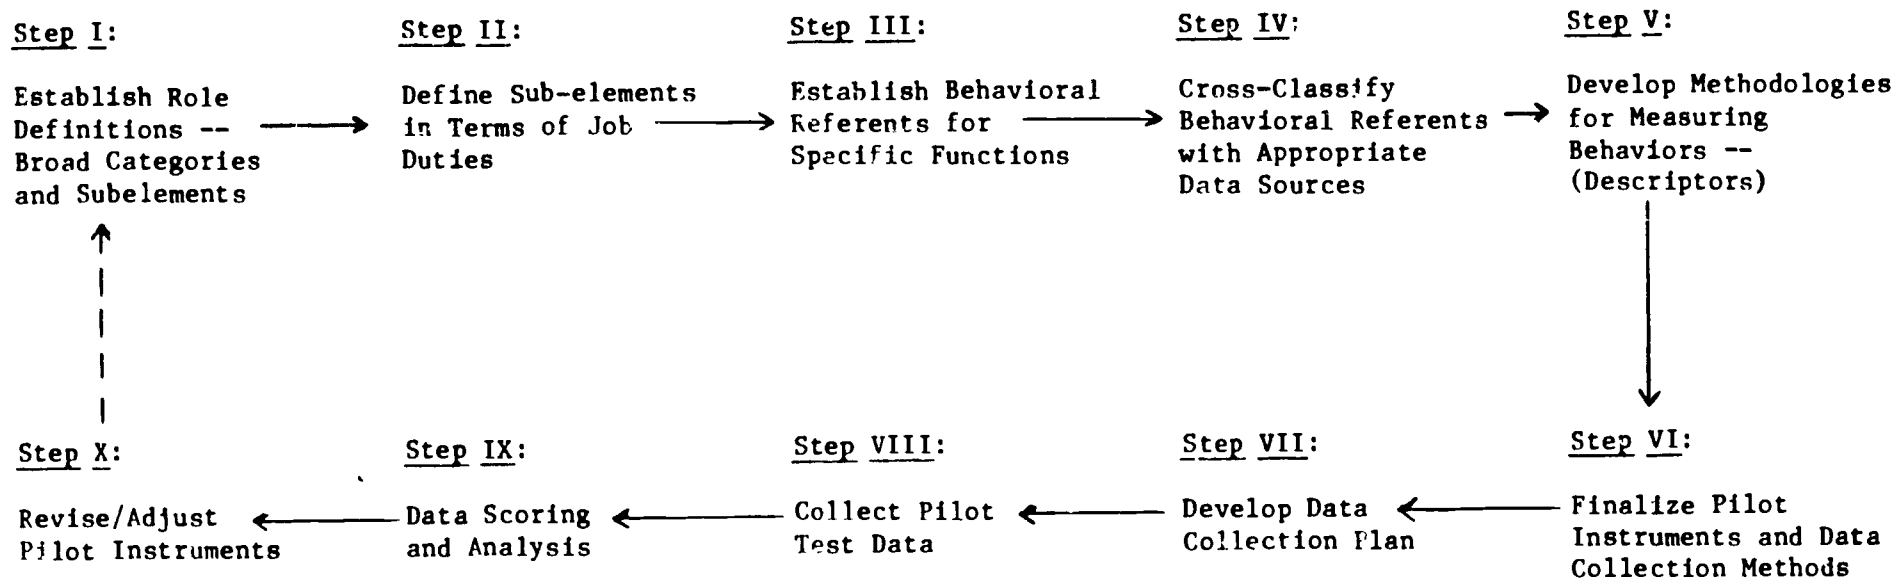 Step I:
Establish Role
Definitions --
Broad Categories
and Subelements
Step II:
Define Sub-elements
in Terms of Job
Duties
Step III:
Establish Behavioral
Referents for
Specific Functions
Step IV:
Cross-Classify
Behavioral Referents
with Appropriate
Data Sources
Step V:
Develop Methodologies
for Measuring
Behaviors --
(Descriptors)
Step VI:
Finalize Pilot
Instruments and Data
Collection Methods
Step VII:
Develop Data
Collection Plan
Step VIII:
Collect Pilot
Test Data
Step IX:
Data Scoring
and Analysis
Step X:
Revise/Adjust
Pilot Instruments